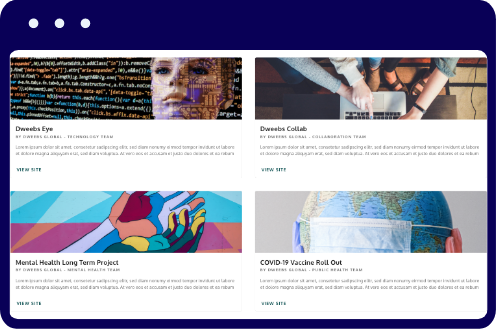 Dweebs Eye
BY DWEEBS GLOBAL - TECHNOLOGY TEAM
Lorem ipsum dolor sit amet, consetetur sadipscing elitr, sed diam nonumy eirmod tempor invidunt ut labore
et dolore magna aliquyam erat, sed diam voluptua. At vero eos et accusam et justo duo dolores et ea rebum.
VIEW SITE
Dweebs Collab
BY DWEEBS GLOBAL - COLLABORATION TEAM
Lorem ipsum dolor sit amet, consetetur sadipscing elitr, sed diam nonumy eirmod tempor invidunt ut labore
et dolore magna aliquyam erat, sed diam voluptua. At vero eos et accusam et justo duo dolores et ea rebum.
VIEW SITE
Mental Health Long Term Project
BY DWEEBS GLOBAL - MENTAL HEALTH TEAM
Lorem ipsum dolor sit amet, consetetur sadipscing elitr, sed diam nonumy eirmod tempor invidunt ut labore
et dolore magna aliquyam erat, sed diam voluptua. At vero eos et accusam et justo duo dolores et ea rebum.
VIEW SITE
COVID-19 Vaccine Roll Out
BY DWEEBS GLOBAL - PUBLIC HEALTH TEAM
Lorem ipsum dolor sit amet, consetetur sadipscing elitr, sed diam nonumy eirmod tempor invidunt ut labore
et dolore magna aliquyam erat, sed diam voluptua. At vero eos et accusam et justo duo dolores et ea rebum.
VIEW SITE